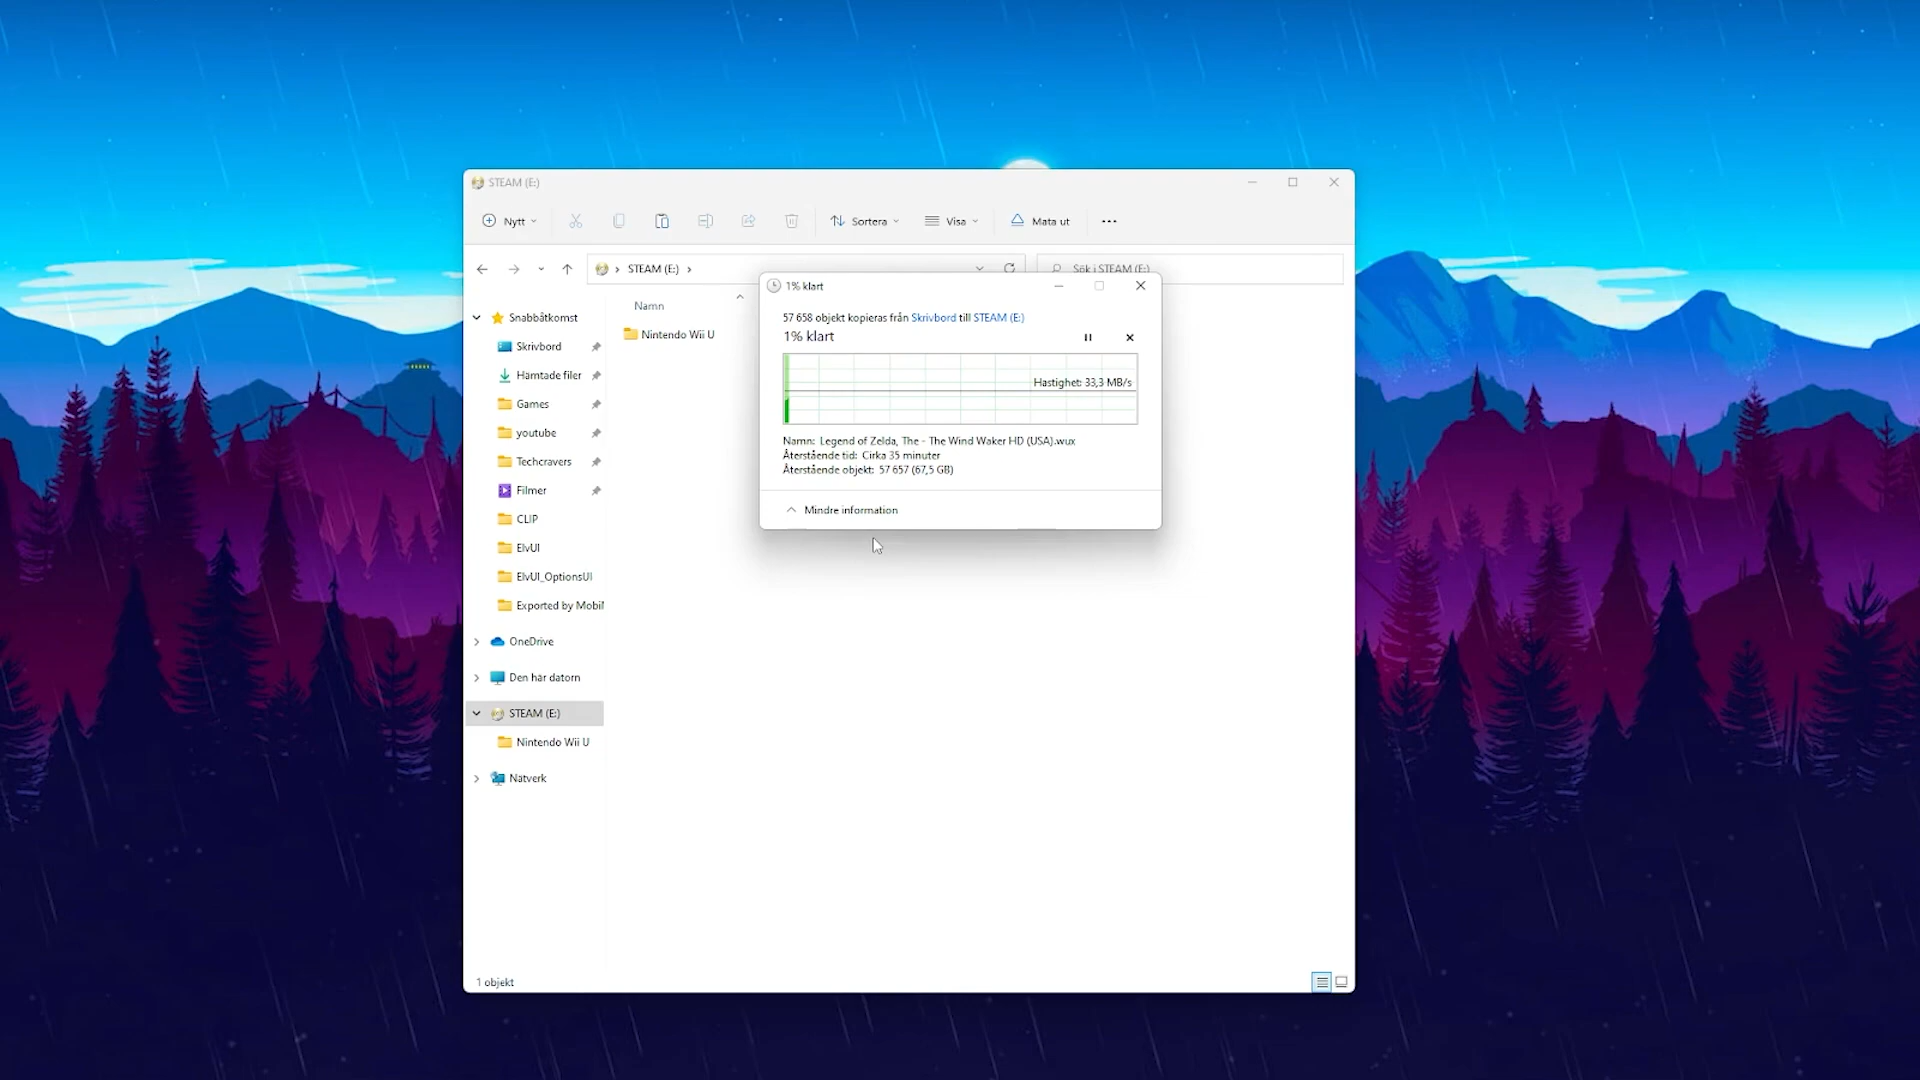 STEAM (E:)
Nytt
Sortera
Visa
Mata ut
STEAM (E:)
Sök i STEAM (E:)
Namn
Snabbåtkomst
Skrivbord
Hämtade filer
Games
youtube
Techcravers
Filmer
CLIP
ElvUI
ElvUI_OptionsUI
Exported by Mobil
OneDrive
Den här datorn
STEAM (E:)
Nintendo Wii U
Nätverk
Nintendo Wii U
1% klart
57 658 objekt kopieras från Skrivbord till STEAM (E:)
1% klart
Hastighet: 33,3 MB/s
Namn: Legend of Zelda, The - The Wind Waker HD (USA).wux
Återstående tid: Cirka 35 minuter
Återstående objekt: 57 657 (67,5 GB)
Mindre information
1 objekt